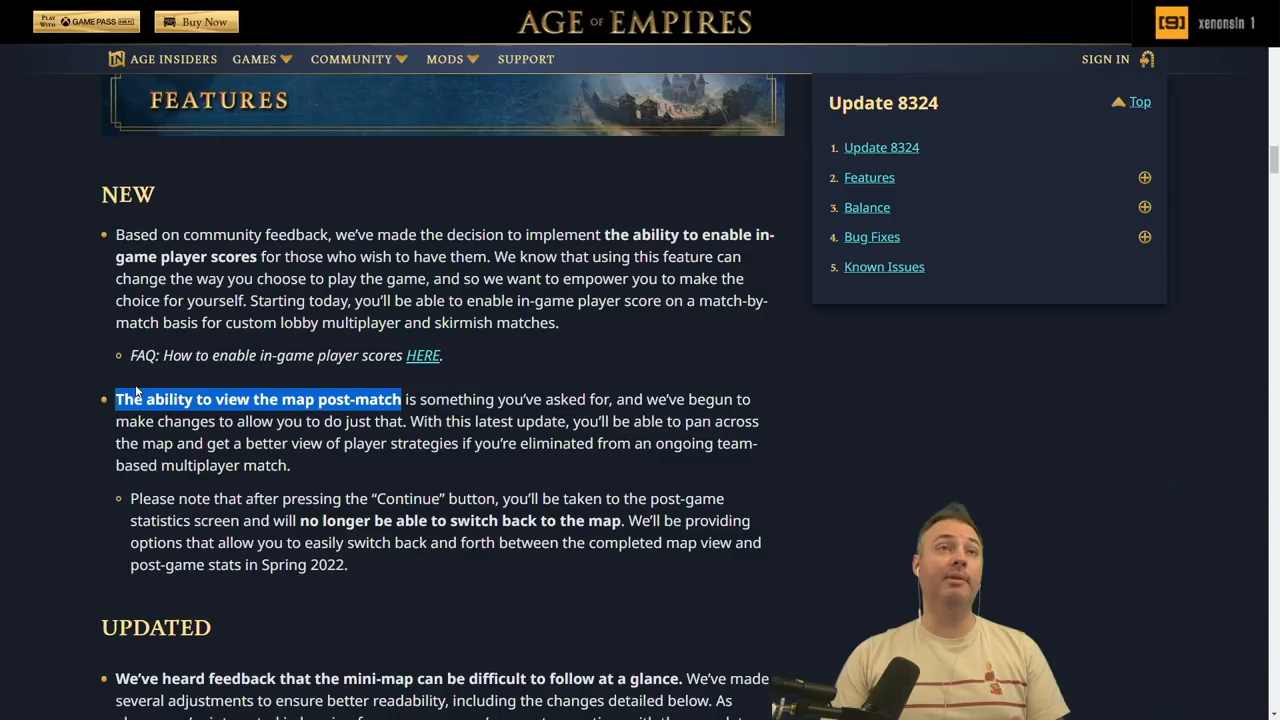 PLAY WITH XBOX GAME PASS FOR PC
Buy Now
AGE OF EMPIRES
[9] xenonsin 1
AGE INSIDERS GAMES COMMUNITY MODS SUPPORT SIGN IN
FEATURES
NEW
• Based on community feedback, we’ve made the decision to implement the ability to enable in-
game player scores for those who wish to have them. We know that using this feature can
change the way you choose to play the game, and so we want to empower you to make the
choice for yourself. Starting today, you’ll be able to enable in-game player score on a match-by-
match basis for custom lobby multiplayer and skirmish matches.
FAQ: How to enable in-game player scores HERE.
• The ability to view the map post-match is something you’ve asked for, and we’ve begun to
make changes to allow you to do just that. With this latest update, you’ll be able to pan across
the map and get a better view of player strategies if you’re eliminated from an ongoing team-
based multiplayer match.
Please note that after pressing the “Continue” button, you’ll be taken to the post-game
statistics screen and will no longer be able to switch back to the map. We’ll be providing
options that allow you to easily switch back and forth between the completed map view and
post-game stats in Spring 2022.
UPDATED
• We’ve heard feedback that the mini-map can be difficult to follow at a glance. We’ve made
several adjustments to ensure better readability, including the changes detailed below. As
Update 8324
Top
1. Update 8324
2. Features
3. Balance
4. Bug Fixes
5. Known Issues